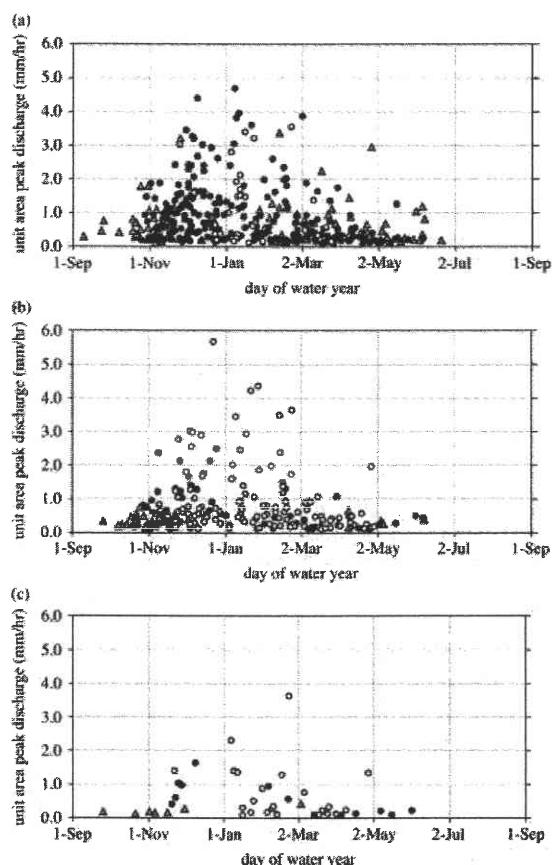 (a)
unit area peak discharge (mm/hr)
6.0
5.0
4.0
3.0
2.0
1.0
0.0
1-Sep 1-Nov 1-Jan 2-Mar 2-May 2-Jul 1-Sep
day of water year
(b)
unit area peak discharge (mm/hr)
6.0
5.0
4.0
3.0
2.0
1.0
0.0
1-Sep 1-Nov 1-Jan 2-Mar 2-May 2-Jul 1-Sep
day of water year
(c)
unit area peak discharge (mm/hr)
6.0
5.0
4.0
3.0
2.0
1.0
0.0
1-Sep 1-Nov 1-Jan 2-Mar 2-May 2-Jul 1-Sep
day of water year